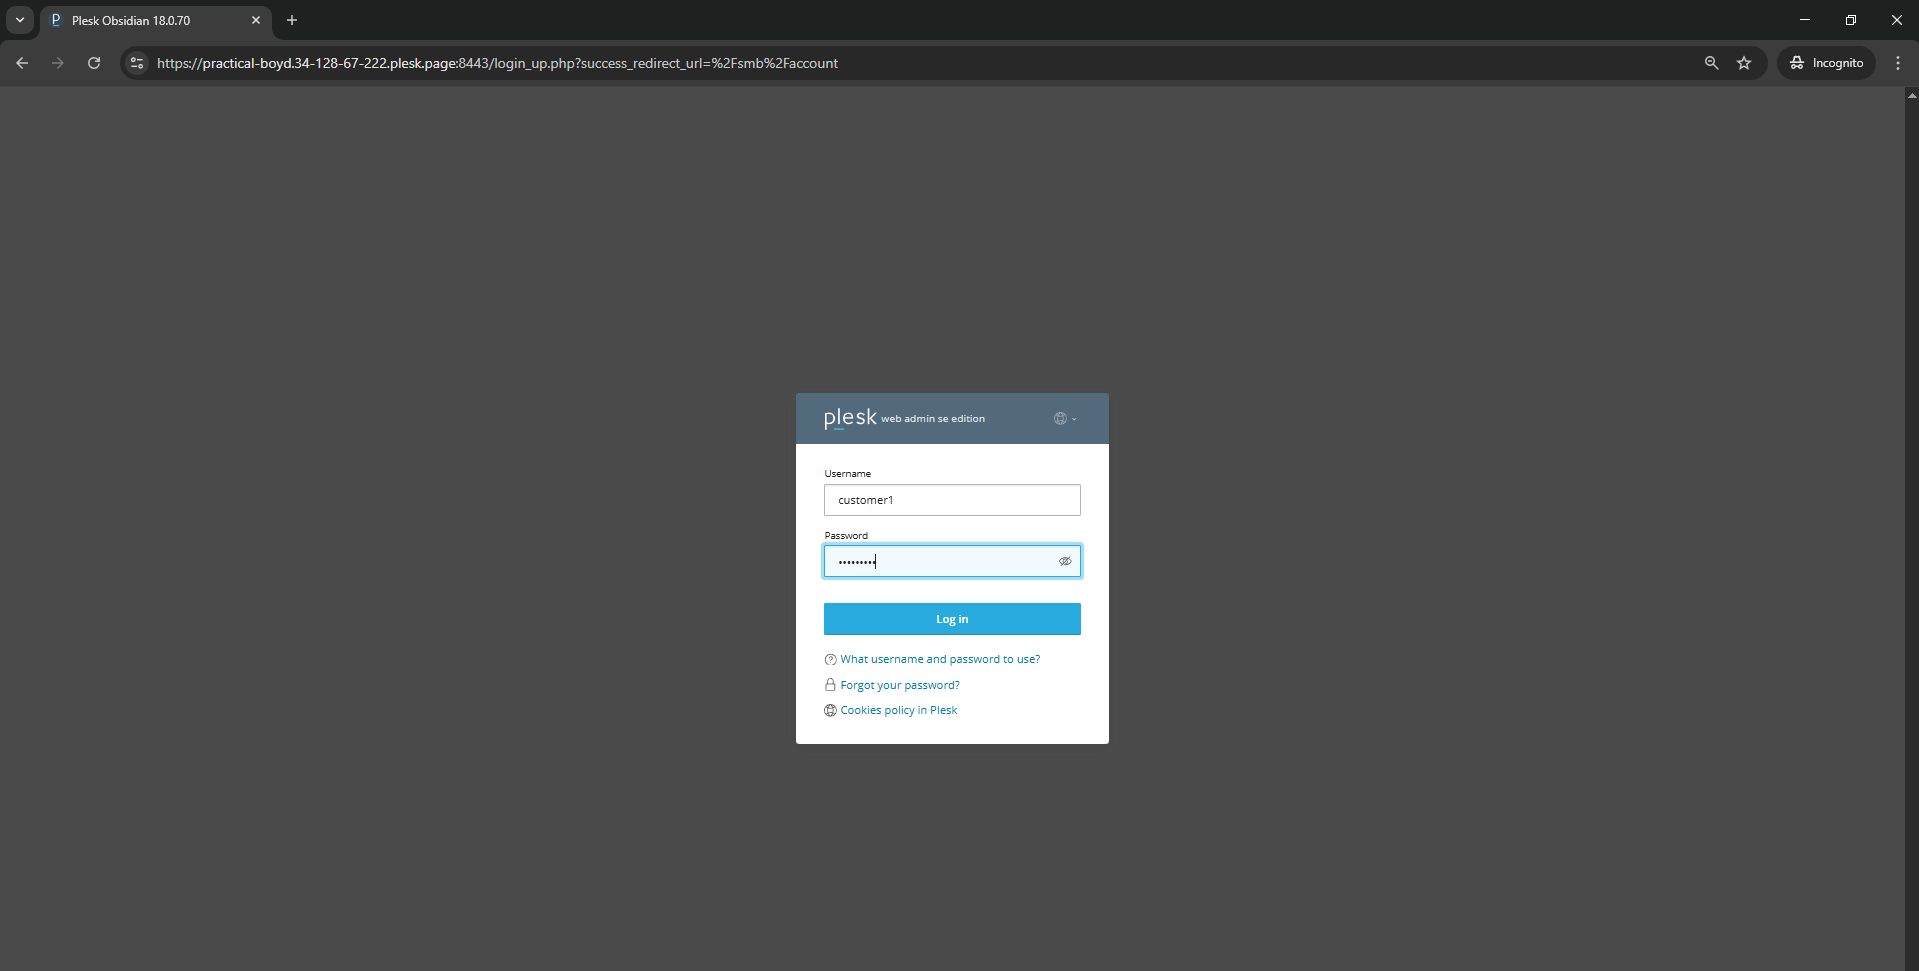 Plesk Obsidian 18.0.70
https://practical-boyd.34-128-67-222.plesk.page:8443/login_up.php?success_redirect_url=%2Fsmb%2Faccount
Incognito
plesk web admin se edition
Username
customer1
Password
•••••••••
Log in
What username and password to use?
Forgot your password?
Cookies policy in Plesk